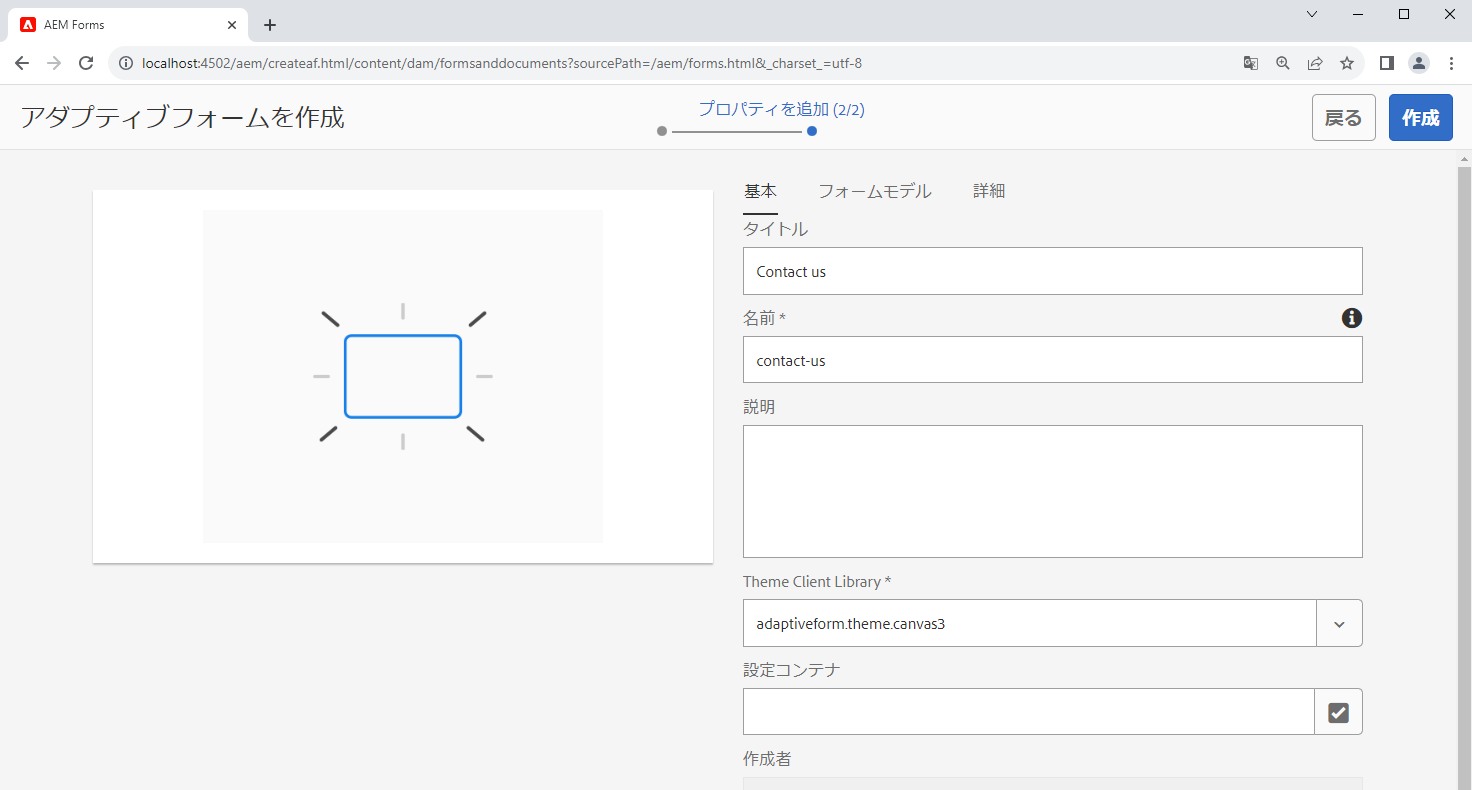 AEM Forms
localhost:4502/aem/createaf.html/content/dam/formsanddocuments?sourcePath=/aem/forms.html&_charset_=utf-8
アダプティブフォームを作成
プロパティを追加 (2/2)
戻る
作成
基本 フォームモデル 詳細
タイトル
Contact us
名前 *
contact-us
説明
Theme Client Library *
adaptiveform.theme.canvas3
設定コンテナ
作成者